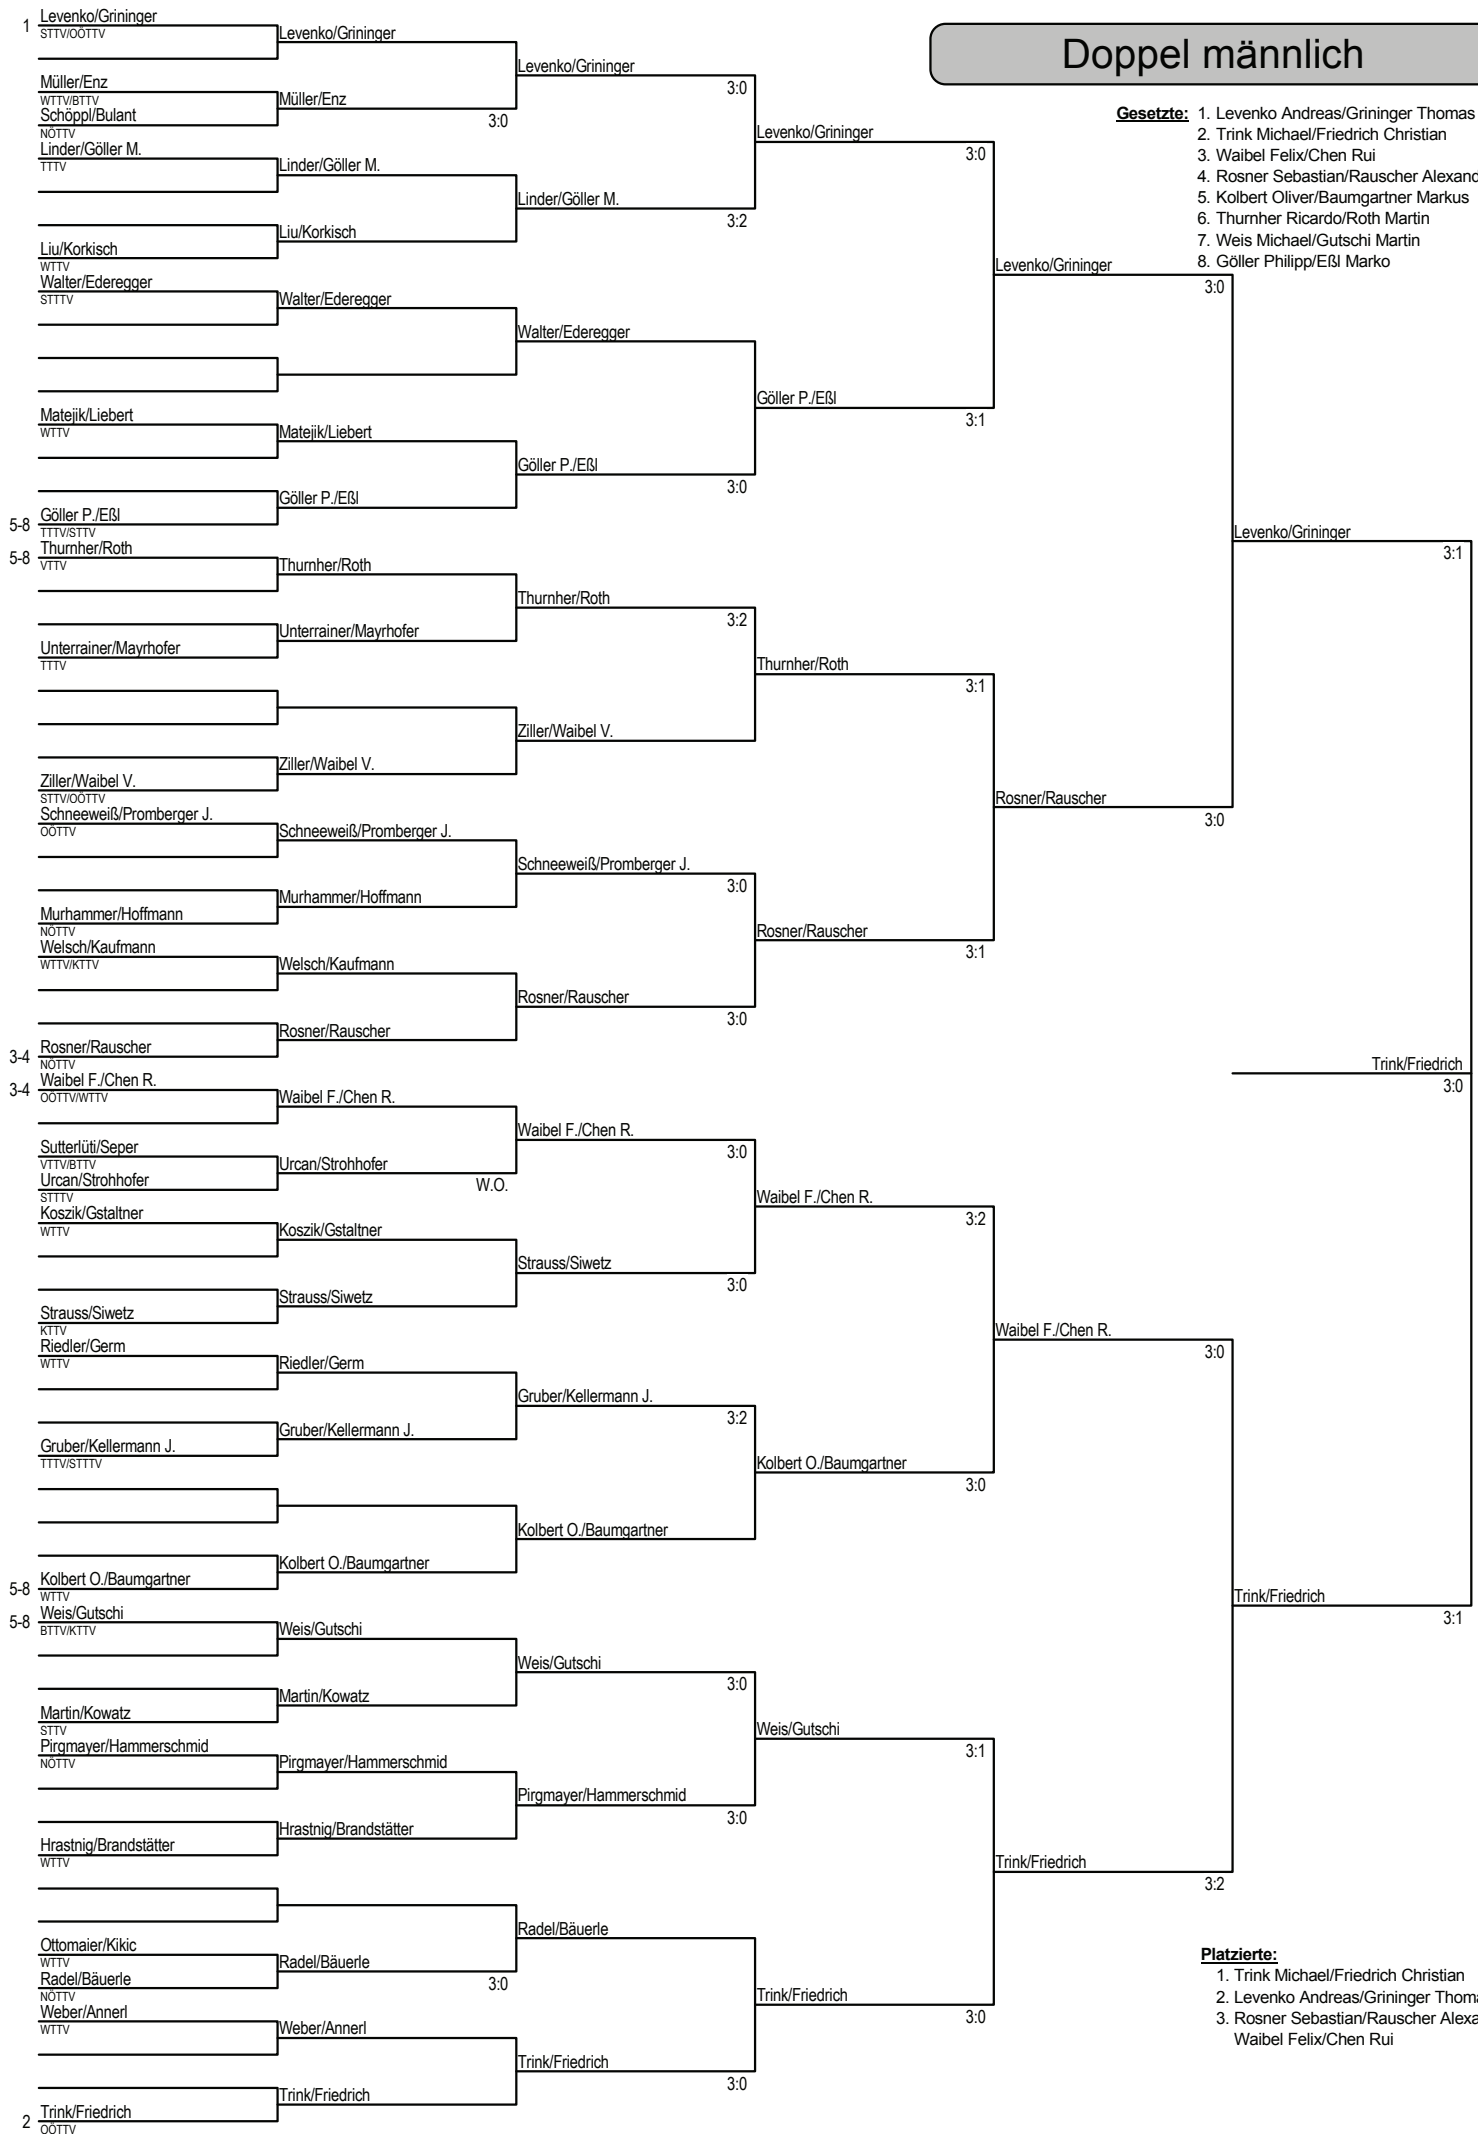 Doppel männlich
Gesetzte: 1. Levenko Andreas/Grininger Thomas
2. Trink Michael/Friedrich Christian
3. Waibel Felix/Chen Rui
4. Rosner Sebastian/Rauscher Alexand
5. Kolbert Oliver/Baumgartner Markus
6. Thurnher Ricardo/Roth Martin
7. Weis Michael/Gutschi Martin
8. Göller Philipp/Eßl Marko
1 Levenko/Grininger
STTV/OÖTTV
Müller/Enz
WTTV/BTTV
Schöppl/Bulant
NÖTTV
Linder/Göller M.
TTTV
Liu/Korkisch
WTTV
Walter/Ederegger
STTTV
Matejik/Liebert
WTTV
5-8 Göller P./Eßl
TTTV/STTV
5-8 Thurnher/Roth
VTTV
Unterrainer/Mayrhofer
TTTV
Ziller/Waibel V.
STTV/OÖTTV
Schneeweiß/Promberger J.
OÖTTV
Murhammer/Hoffmann
NÖTTV
Welsch/Kaufmann
WTTV/KTTV
3-4 Rosner/Rauscher
NÖTTV
3-4 Waibel F./Chen R.
OÖTTV/WTTV
Sutterlüti/Seper
VTTV/BTTV
Urcan/Strohhofer
STTTV
Koszik/Gstaltner
WTTV
Strauss/Siwetz
KTTV
Riedler/Germ
WTTV
Gruber/Kellermann J.
TTTV/STTTV
5-8 Kolbert O./Baumgartner
WTTV
5-8 Weis/Gutschi
BTTV/KTTV
Martin/Kowatz
STTV
Pirgmayer/Hammerschmid
NÖTTV
Hrastnig/Brandstätter
WTTV
Ottomaier/Kikic
WTTV
Radel/Bäuerle
NÖTTV
Weber/Annerl
WTTV
2 Trink/Friedrich
OÖTTV
Levenko/Grininger
Müller/Enz
3:0
Linder/Göller M.
Liu/Korkisch
Walter/Ederegger
Matejik/Liebert
Göller P./Eßl
Thurnher/Roth
Unterrainer/Mayrhofer
Ziller/Waibel V.
Schneeweiß/Promberger J.
Murhammer/Hoffmann
Welsch/Kaufmann
Rosner/Rauscher
Waibel F./Chen R.
Urcan/Strohhofer
W.O.
Koszik/Gstaltner
Strauss/Siwetz
Riedler/Germ
Gruber/Kellermann J.
Kolbert O./Baumgartner
Weis/Gutschi
Martin/Kowatz
Pirgmayer/Hammerschmid
Hrastnig/Brandstätter
Radel/Bäuerle
3:0
Weber/Annerl
Trink/Friedrich
Levenko/Grininger
3:0
Linder/Göller M.
3:2
Walter/Ederegger
Göller P./Eßl
3:0
Thurnher/Roth
3:2
Ziller/Waibel V.
Schneeweiß/Promberger J.
3:0
Rosner/Rauscher
3:0
Waibel F./Chen R.
3:0
Strauss/Siwetz
3:0
Gruber/Kellermann J.
3:2
Kolbert O./Baumgartner
Weis/Gutschi
3:0
Pirgmayer/Hammerschmid
3:0
Radel/Bäuerle
Trink/Friedrich
3:0
Levenko/Grininger
3:0
Göller P./Eßl
3:1
Thurnher/Roth
3:1
Rosner/Rauscher
3:1
Waibel F./Chen R.
3:2
Kolbert O./Baumgartner
3:0
Weis/Gutschi
3:1
Trink/Friedrich
3:0
Levenko/Grininger
3:0
Rosner/Rauscher
3:0
Waibel F./Chen R.
3:0
Trink/Friedrich
3:2
Levenko/Grininger
3:1
Trink/Friedrich
3:1
Trink/Friedrich
3:0
Platzierte:
1. Trink Michael/Friedrich Christian
2. Levenko Andreas/Grininger Thoma
3. Rosner Sebastian/Rauscher Alexa
Waibel Felix/Chen Rui